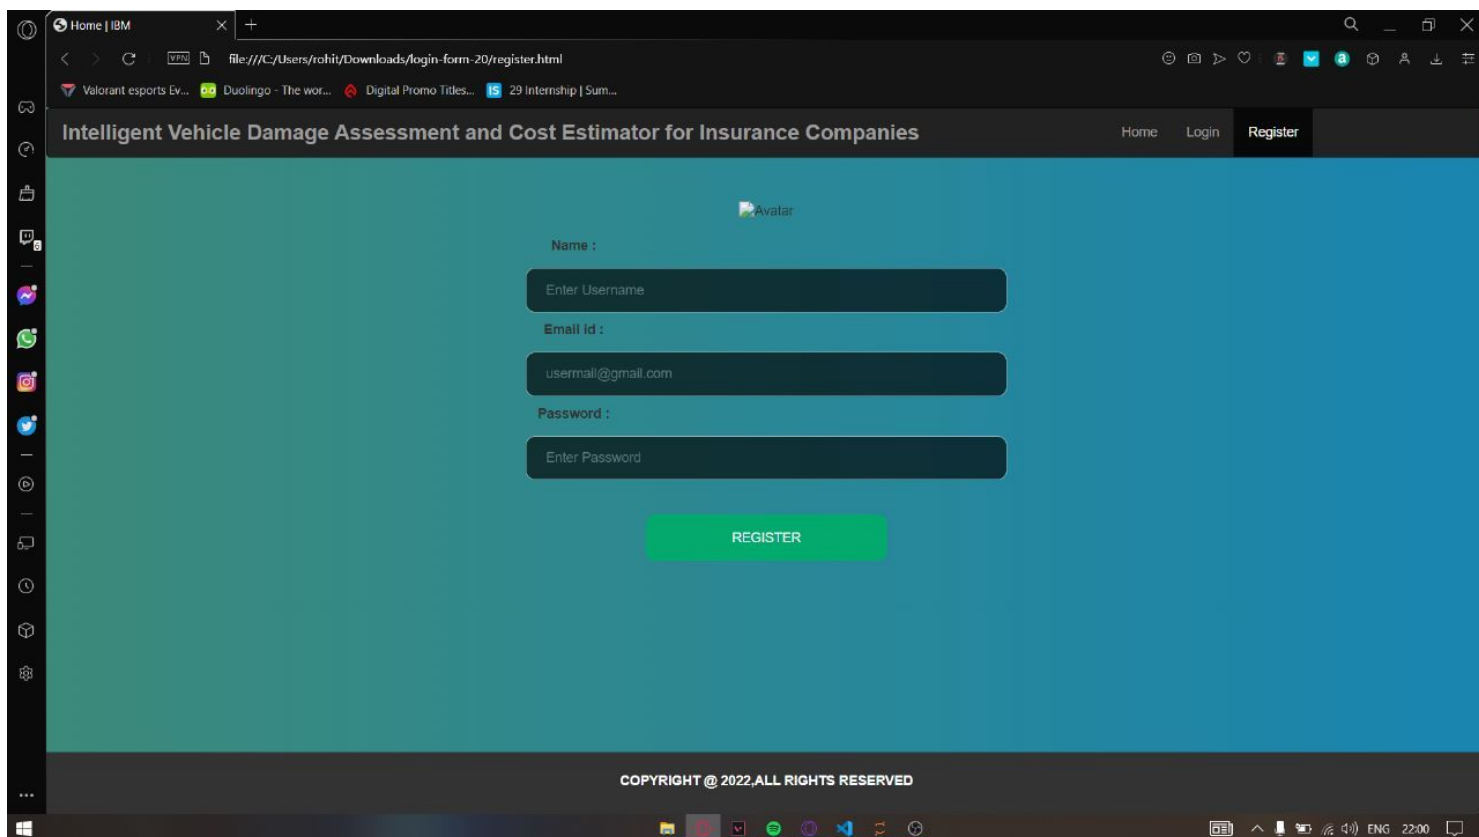 Home | IBM
VPN file:///C:/Users/rohit/Downloads/login-form-20/register.html
Valorant esports Ev... Duolingo - The wor... Digital Promo Titles... IS 29 Internship | Sum...
Intelligent Vehicle Damage Assessment and Cost Estimator for Insurance Companies Home Login Register
Avatar
Name :
Enter Username
Email id :
usermail@gmail.com
Password :
Enter Password
REGISTER
COPYRIGHT @ 2022,ALL RIGHTS RESERVED
ENG 22:00